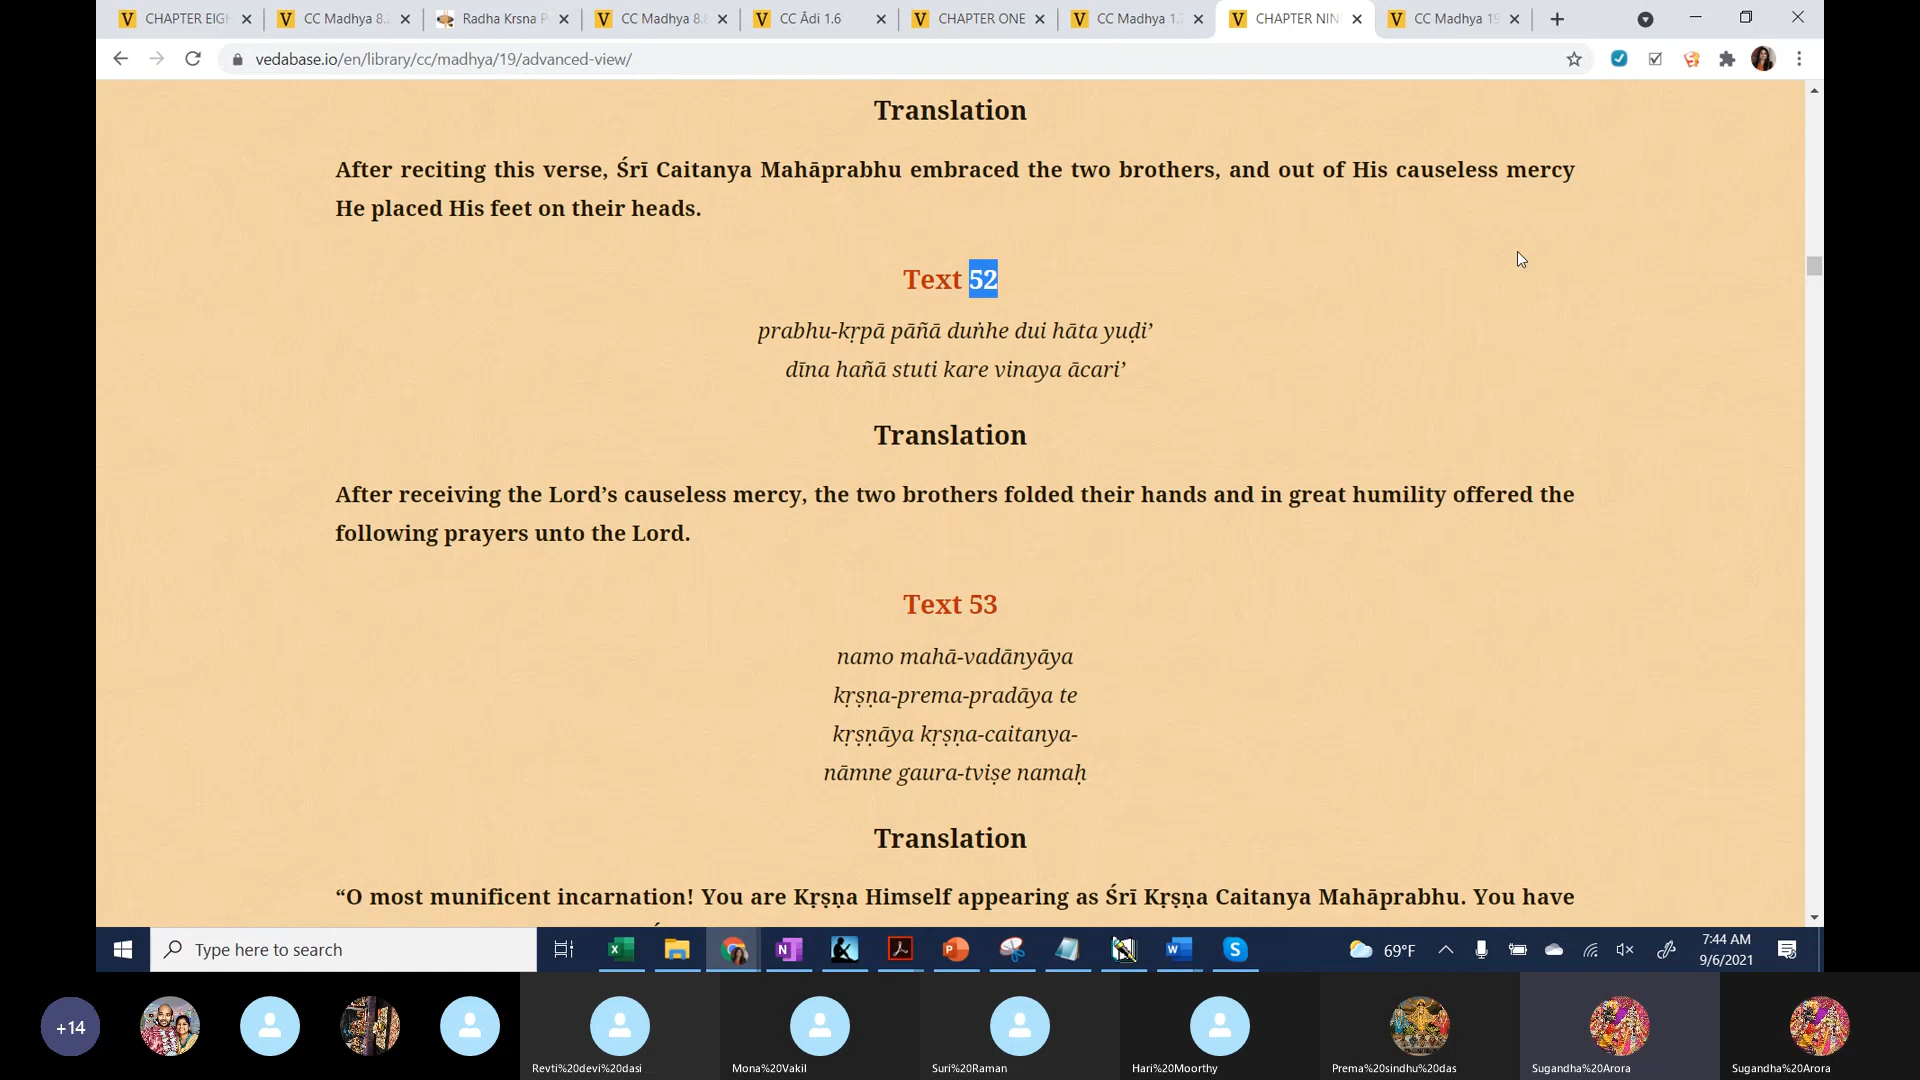 CHAPTER EIGH
CC Madhya 8.2
Radha Krsna P
CC Madhya 8.8
CC Ādi 1.6
CHAPTER ONE
CC Madhya 1.
CHAPTER NIN
CC Madhya 19
vedabase.io/en/library/cc/madhya/19/advanced-view/
Translation
After reciting this verse, Śrī Caitanya Mahāprabhu embraced the two brothers, and out of His causeless mercy
He placed His feet on their heads.
Text 52
prabhu-kṛpā pāñā duṅhe dui hāta yuḍi’
dīna hañā stuti kare vinaya ācari’
Translation
After receiving the Lord’s causeless mercy, the two brothers folded their hands and in great humility offered the
following prayers unto the Lord.
Text 53
namo mahā-vadānyāya
kṛṣṇa-prema-pradāya te
kṛṣṇāya kṛṣṇa-caitanya-
nāmne gaura-tviṣe namaḥ
Translation
“O most munificent incarnation! You are Kṛṣṇa Himself appearing as Śrī Kṛṣṇa Caitanya Mahāprabhu. You have
Type here to search
69°F
7:44 AM
9/6/2021
+14
Revti%20devi%20dasi
Mona%20Vakil
Suri%20Raman
Hari%20Moorthy
Prema%20sindhu%20das
Sugandha%20Arora
Sugandha%20Arora